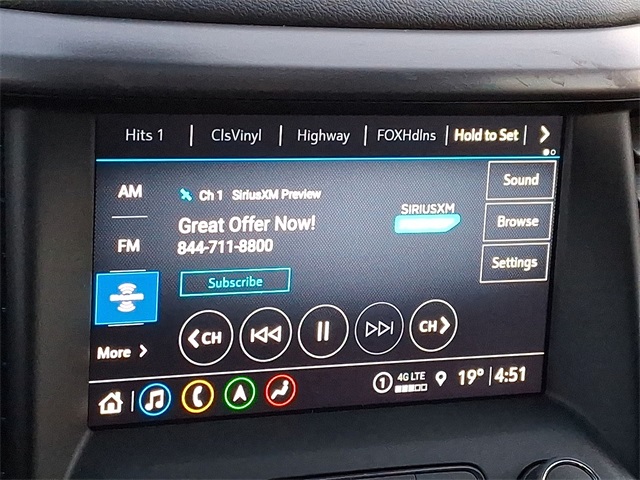 Hits 1 | ClsVinyl | Highway | FOXHdlns | Hold to Set |
AM
Ch 1 SiriusXM Preview
SIRIUSXM
Sound
Great Offer Now!
FM
844-711-8800
Browse
Subscribe
Settings
CH
CH
More
1 4G LTE 19° 4:51